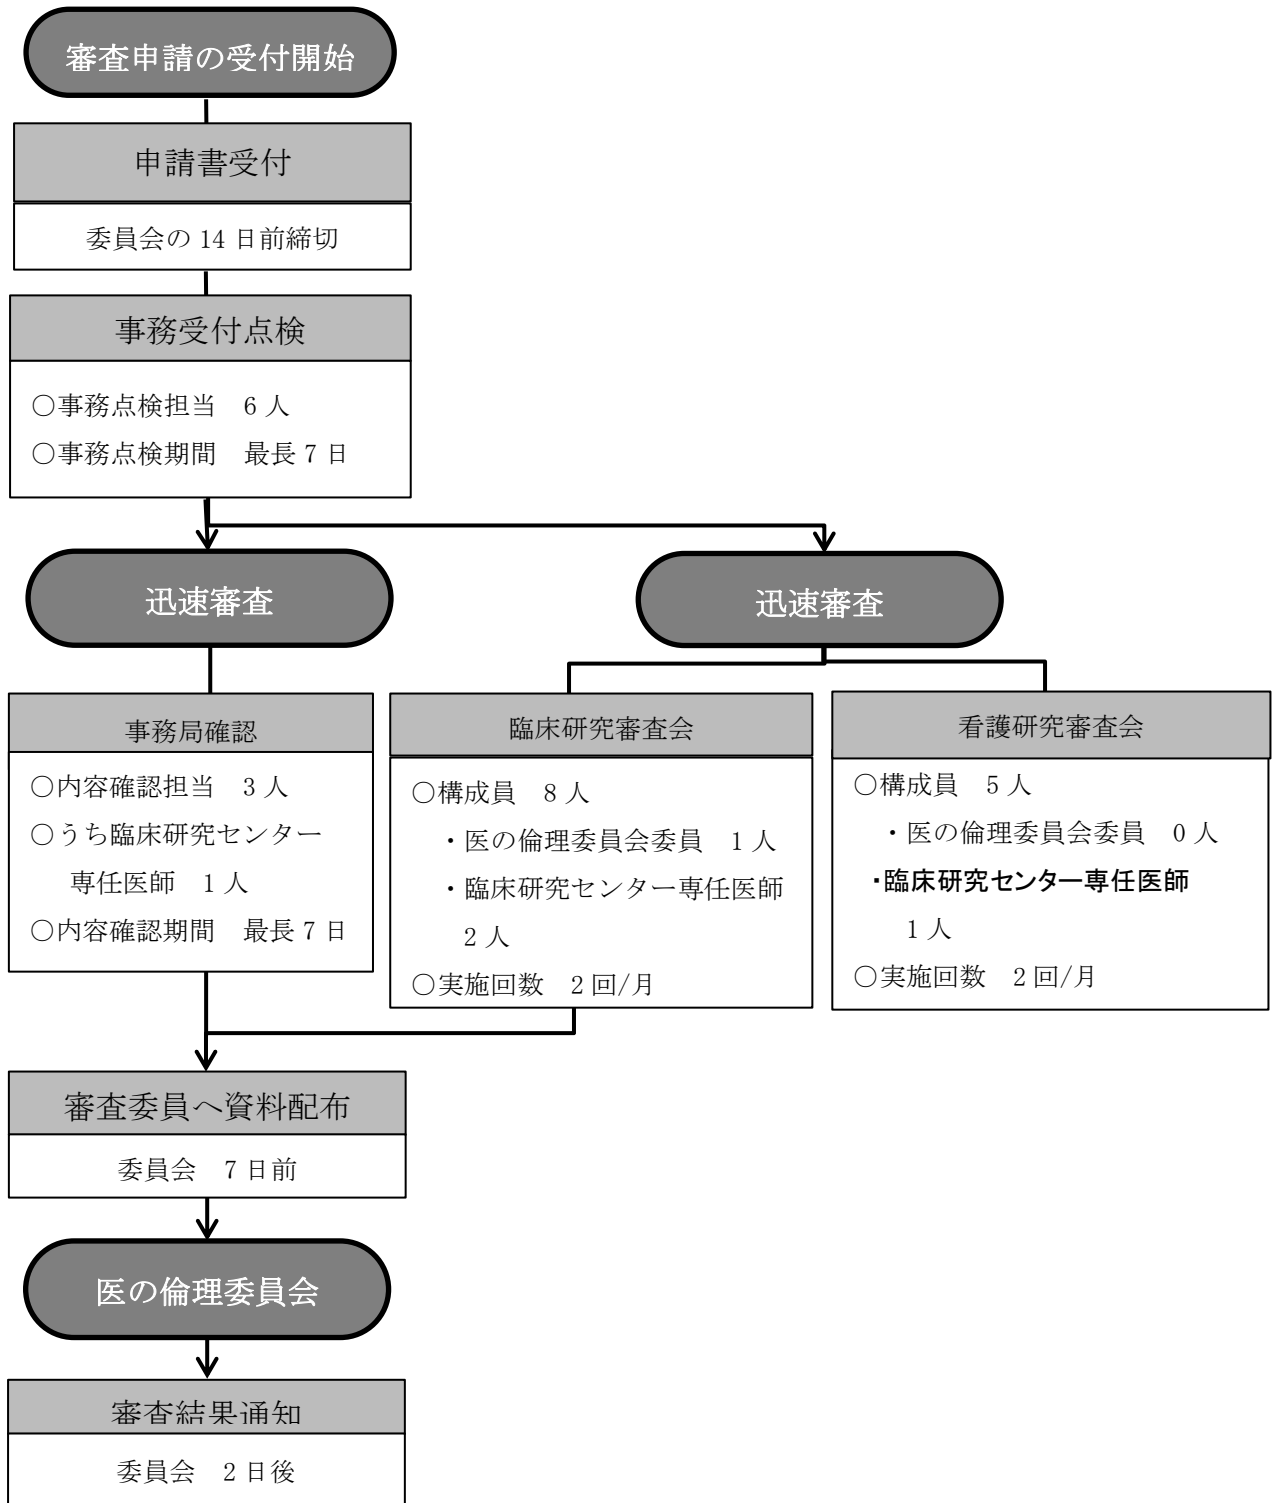 審査申請の受付開始
申請書受付
委員会の 14 日前締切
事務受付点検
○事務点検担当　6 人
○事務点検期間　最長 7 日
迅速審査
迅速審査
事務局確認
○内容確認担当　3 人
○うち臨床研究センター
専任医師　1 人
○内容確認期間　最長 7 日
臨床研究審査会
○構成員　8 人
・医の倫理委員会委員　1 人
・臨床研究センター専任医師
2 人
○実施回数　2 回/月
看護研究審査会
○構成員　5 人
・医の倫理委員会委員　0 人
・臨床研究センター専任医師
1 人
○実施回数　2 回/月
審査委員へ資料配布
委員会　7 日前
医の倫理委員会
審査結果通知
委員会　2 日後